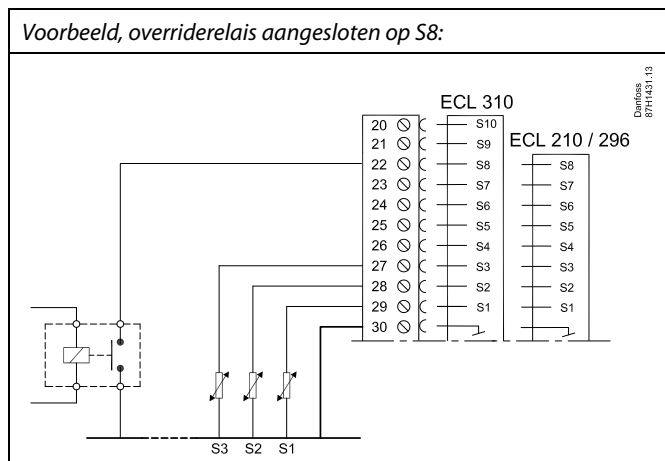 Voorbeeld, overriderelais aangesloten op S8:
Danfoss
87H1431.13
ECL 310
ECL 210 / 296
20 S10
21 S9
22 S8 S8
23 S7 S7
24 S6 S6
25 S5 S5
26 S4 S4
27 S3 S3
28 S2 S2
29 S1 S1
30
S3 S2 S1